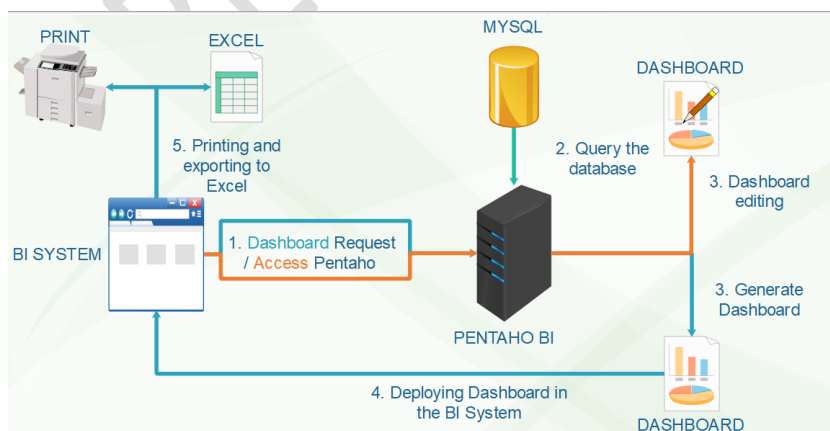 PRINT
EXCEL
MYSQL
DASHBOARD
5. Printing and
exporting to
Excel
2. Query the
database
3. Dashboard
editing
BI SYSTEM
1. Dashboard Request
/ Access Pentaho
PENTAHO BI
3. Generate
Dashboard
4. Deploying Dashboard in
the BI System
DASHBOARD